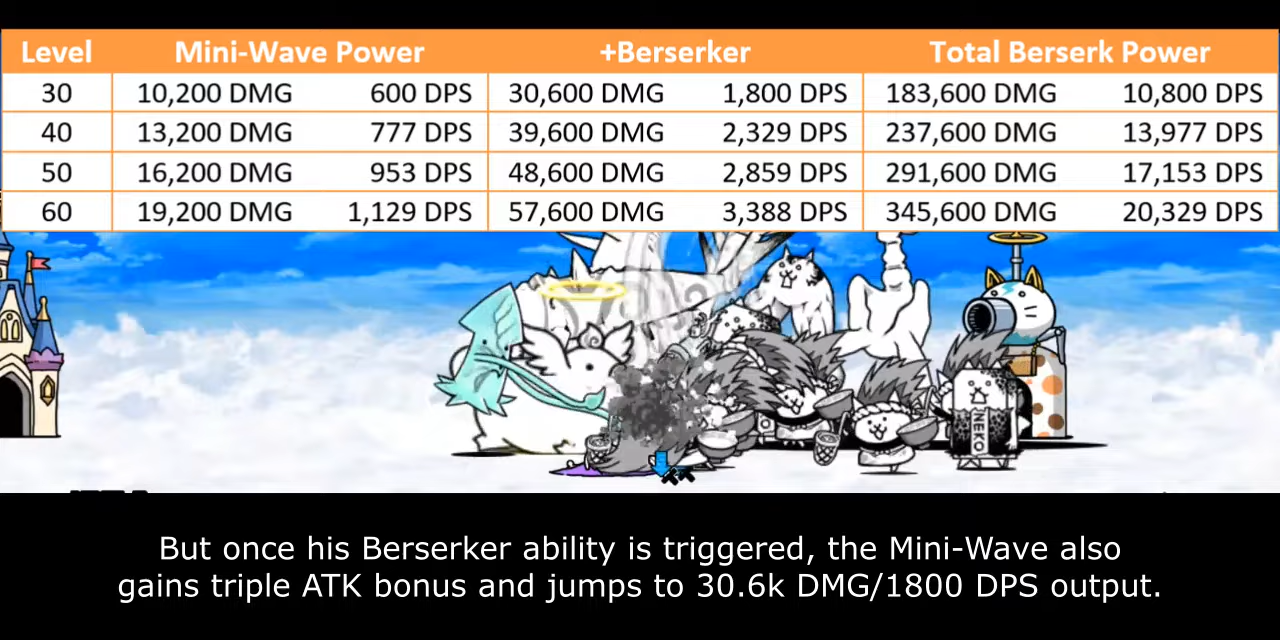 Level Mini-Wave Power +Berserker Total Berserk Power
30 10,200 DMG 600 DPS 30,600 DMG 1,800 DPS 183,600 DMG 10,800 DPS
40 13,200 DMG 777 DPS 39,600 DMG 2,329 DPS 237,600 DMG 13,977 DPS
50 16,200 DMG 953 DPS 48,600 DMG 2,859 DPS 291,600 DMG 17,153 DPS
60 19,200 DMG 1,129 DPS 57,600 DMG 3,388 DPS 345,600 DMG 20,329 DPS
NEKO
But once his Berserker ability is triggered, the Mini-Wave also
gains triple ATK bonus and jumps to 30.6k DMG/1800 DPS output.